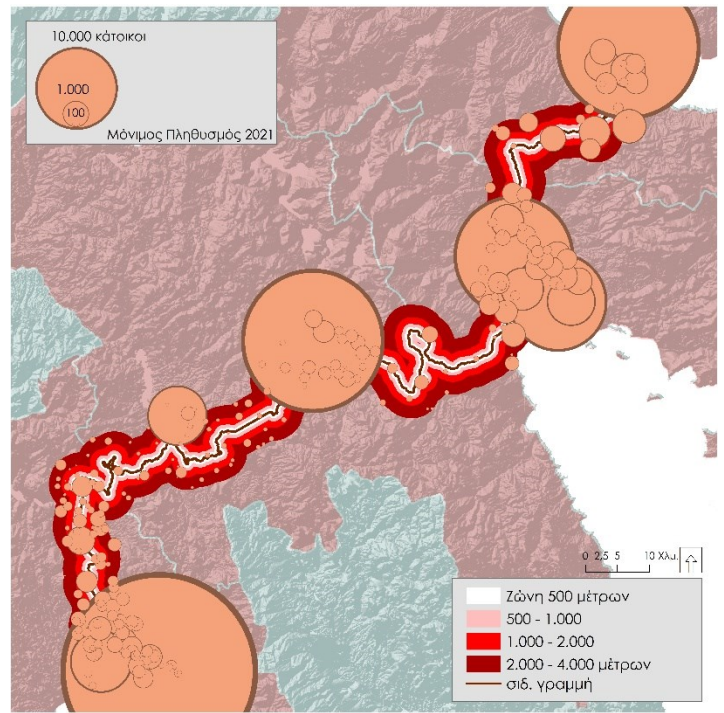 10.000 κάτοικοι
1.000
100
Μόνιμος Πληθυσμός 2021
0 2,5 5 10 Χλμ.
Ζώνη 500 μέτρων
500 - 1.000
1.000 - 2.000
2.000 - 4.000 μέτρων
σιδ. γραμμή